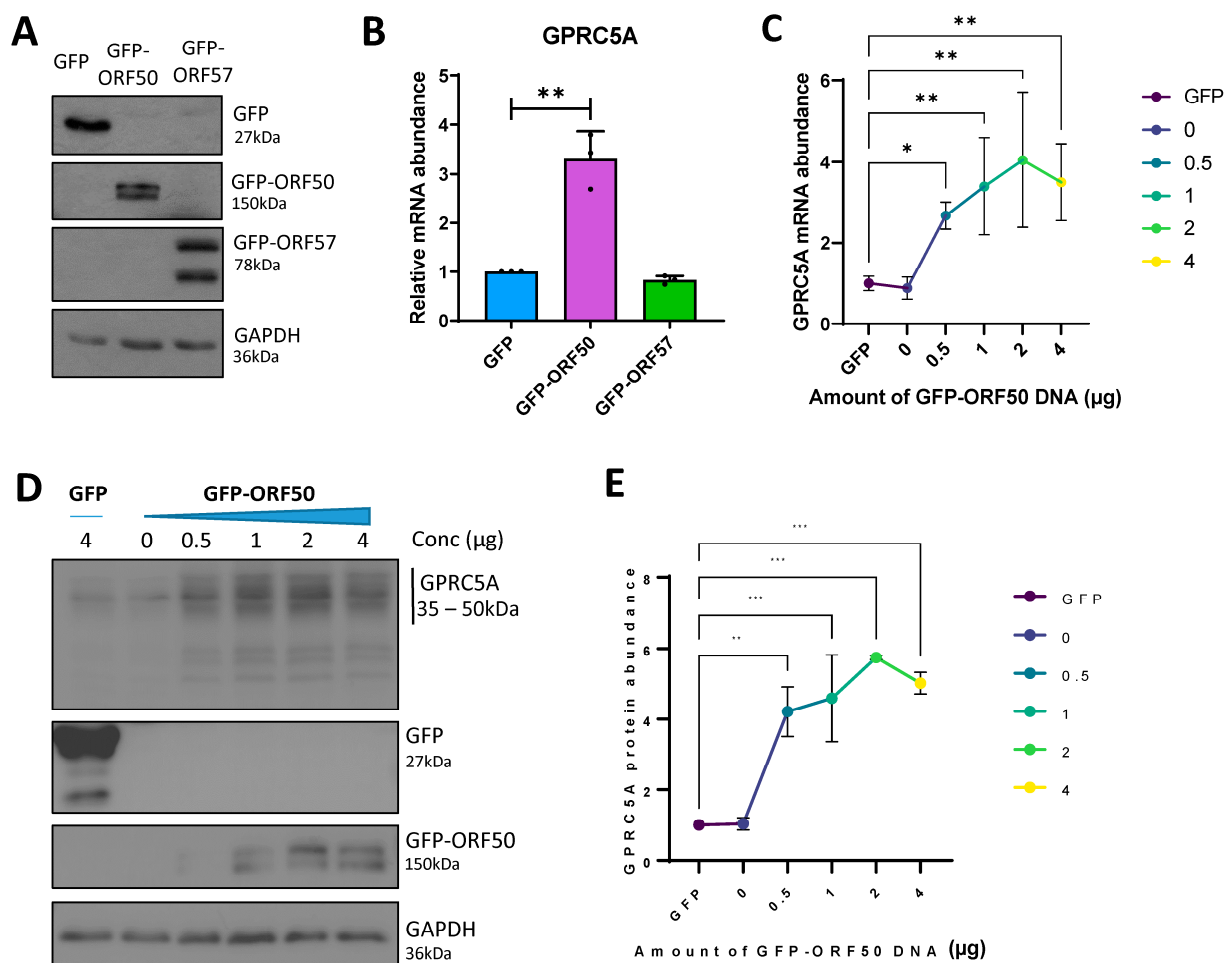 A
GFP
GFP-
ORF50
GFP-
ORF57
GFP
27kDa
GFP-ORF50
150kDa
GFP-ORF57
78kDa
GAPDH
36kDa
B
GPRC5A
Relative mRNA abundance
5
4
3
2
1
0
**
GFP
GFP-ORF50
GFP-ORF57
C
GPRC5A mRNA abundance
6
4
2
0
**
**
**
*
GFP
0
0.5
1
2
4
Amount of GFP-ORF50 DNA (µg)
GFP
0
0.5
1
2
4
D
GFP
GFP-ORF50
4 0 0.5 1 2 4 Conc (µg)
GPRC5A
35 – 50kDa
GFP
27kDa
GFP-ORF50
150kDa
GAPDH
36kDa
E
GPRC5A protein abundance
8
6
4
2
0
***
***
***
**
GFP
0
0.5
1
2
4
Amount of GFP-ORF50 DNA (µg)
GFP
0
0.5
1
2
4